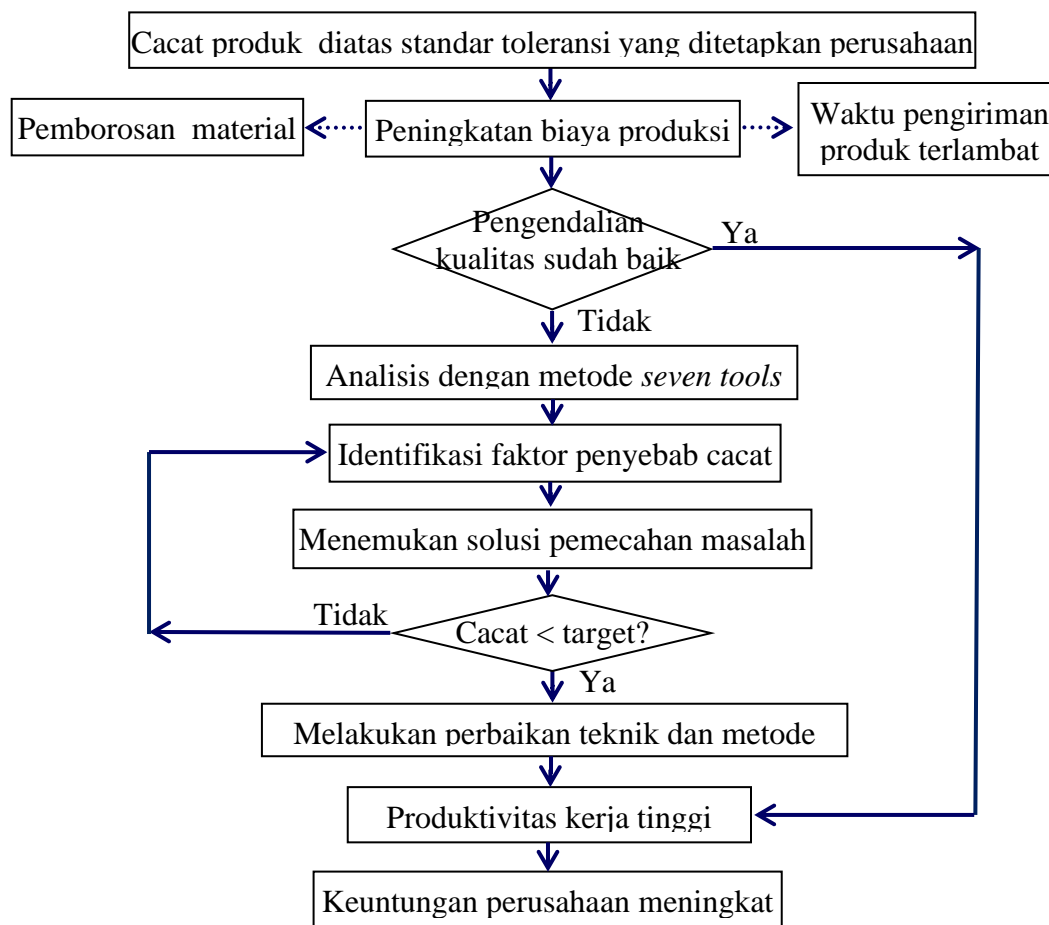 Cacat produk diatas standar toleransi yang ditetapkan perusahaan
Pemborosan material
Peningkatan biaya produksi
Waktu pengiriman
produk terlambat
Pengendalian
kualitas sudah baik
Ya
Tidak
Analisis dengan metode seven tools
Identifikasi faktor penyebab cacat
Menemukan solusi pemecahan masalah
Tidak
Cacat < target?
Ya
Melakukan perbaikan teknik dan metode
Produktivitas kerja tinggi
Keuntungan perusahaan meningkat